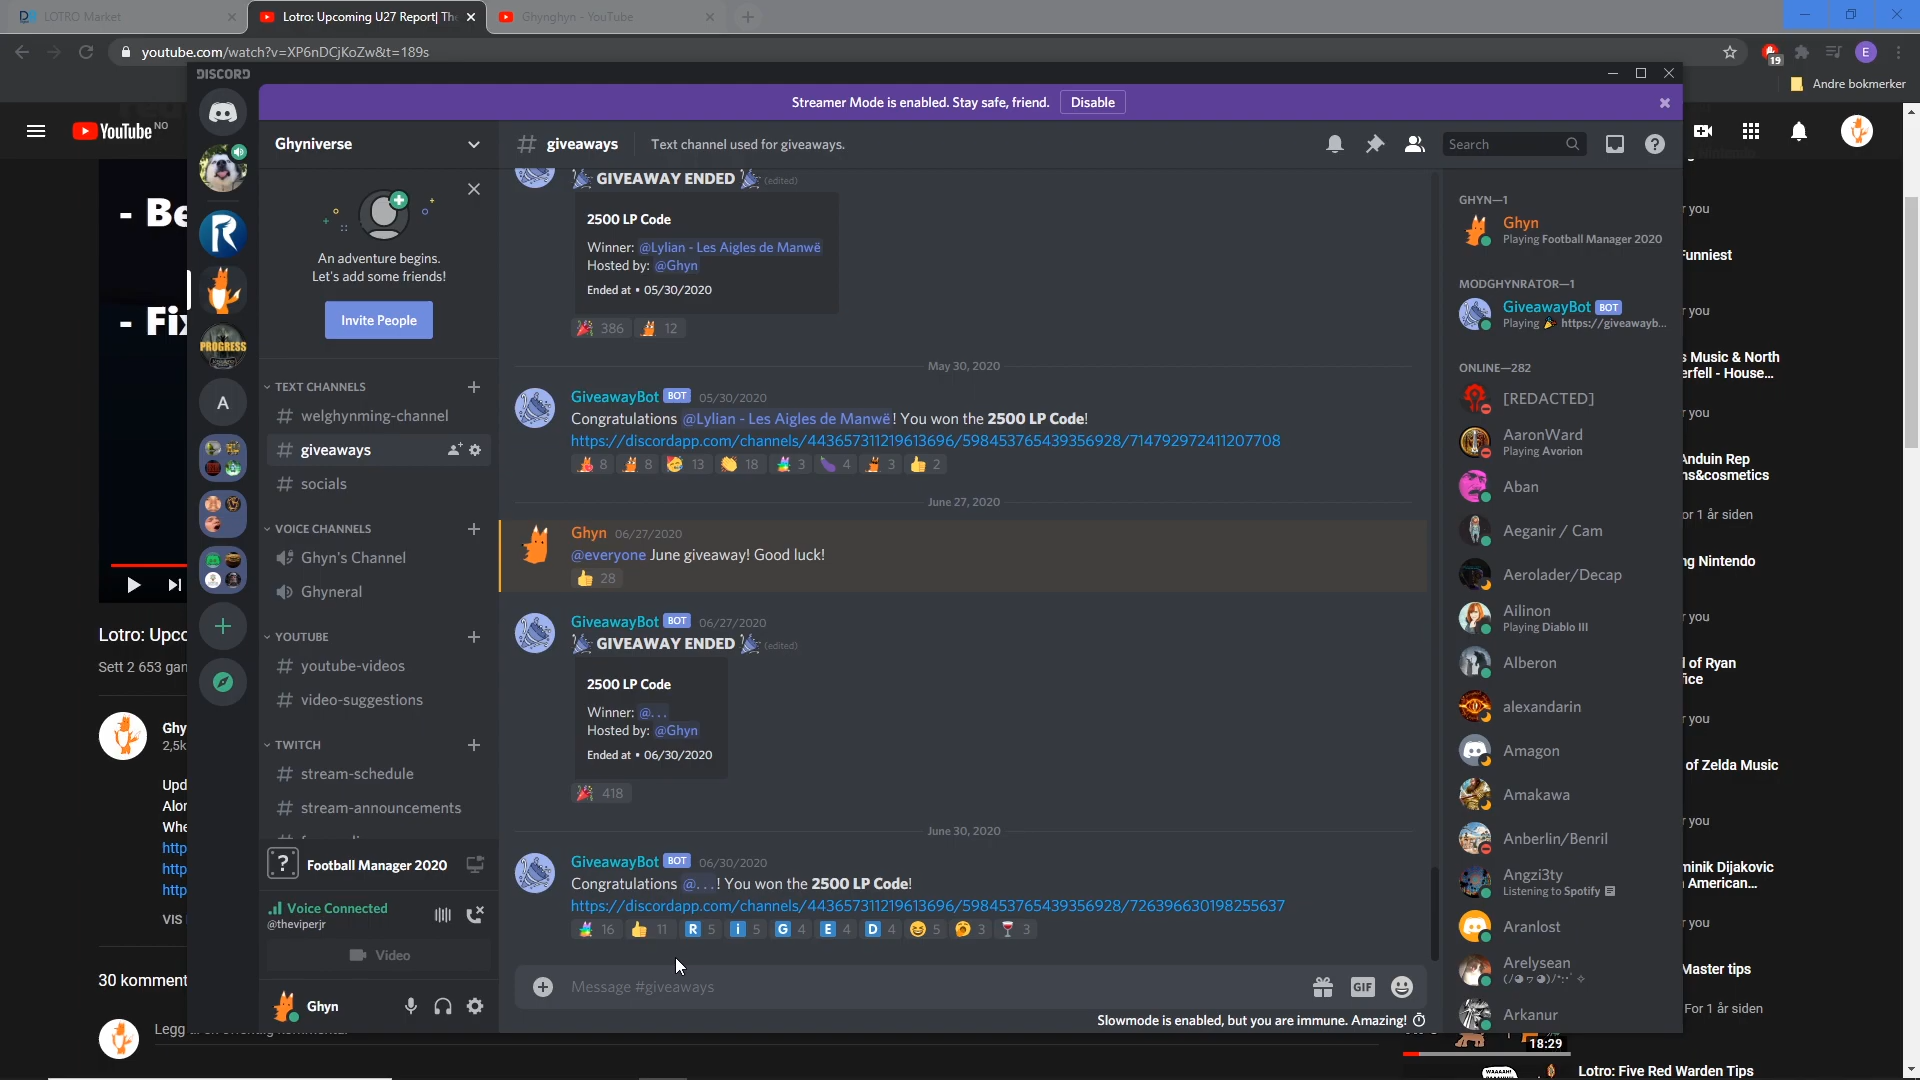 LOTRO Market
Lotro: Upcoming U27 Report| Th
Ghynghyn - YouTube
youtube.com/watch?v=XP6nDCjKoZw&t=189s
19
E
Andre bokmerker
DISCORD
Streamer Mode is enabled. Stay safe, friend. Disable
YouTube NO
Ghyniverse
# giveaways
Text channel used for giveaways.
Search
- Be
- Fix
An adventure begins.
Let's add some friends!
Invite People
TEXT CHANNELS
# welghynming-channel
# giveaways
# socials
VOICE CHANNELS
Ghyn's Channel
Ghyneral
YOUTUBE
# youtube-videos
# video-suggestions
TWITCH
# stream-schedule
# stream-announcements
Football Manager 2020
Voice Connected
@theviperjr
Video
Ghyn
PROGRESS
A
GIVEAWAY ENDED (edited)
2500 LP Code
Winner: @Lylian - Les Aigles de Manwë
Hosted by: @Ghyn
Ended at • 05/30/2020
386 12
May 30, 2020
GiveawayBot BOT 05/30/2020
Congratulations @Lylian - Les Aigles de Manwë! You won the 2500 LP Code!
https://discordapp.com/channels/443657311219613696/598453765439356928/714792972411207708
8 8 13 18 3 4 3 2
June 27, 2020
Ghyn 06/27/2020
@everyone June giveaway! Good luck!
28
GiveawayBot BOT 06/27/2020
GIVEAWAY ENDED (edited)
2500 LP Code
Winner: @...
Hosted by: @Ghyn
Ended at • 06/30/2020
418
June 30, 2020
GiveawayBot BOT 06/30/2020
Congratulations @...! You won the 2500 LP Code!
https://discordapp.com/channels/443657311219613696/598453765439356928/726396630198255637
16 11 R 5 i 5 G 4 E 4 D 4 5 3 3
Message #giveaways
GIF
Slowmode is enabled, but you are immune. Amazing!
GHYN—1
Ghyn
Playing Football Manager 2020
MODGHYNRATOR—1
GiveawayBot BOT
Playing https://giveawayb...
ONLINE—282
[REDACTED]
AaronWard
Playing Avorion
Aban
Aeganir / Cam
Aerolader/Decap
Ailinon
Playing Diablo III
Alberon
alexandarin
Amagon
Amakawa
Anberlin/Benril
Angzi3ty
Listening to Spotify
Aranlost
Arelysean
Arkanur
Lotro: Upco
Sett 2 653 gan
Ghy
2,5k
Upd
Alor
Whe
http
http
http
VIS
30 komment
Legg
r you
Funniest
r you
s Music & North
erfell - House...
r you
Anduin Rep
ns&cosmetics
or 1 år siden
ng Nintendo
r you
l of Ryan
fice
r you
of Zelda Music
r you
minik Dijakovic
American...
r you
Master tips
For 1 år siden
18:29
Lotro: Five Red Warden Tips